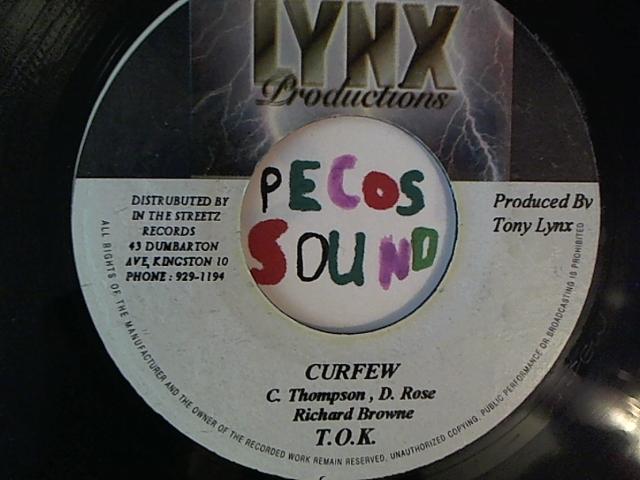 LYNX
Productions
PECOS
SOUND
DISTRUBUTED BY
IN THE STREETZ
RECORDS
43 DUMBARTON
AVE, KINGSTON 10
PHONE : 929-1194
Produced By
Tony Lynx
CURFEW
C. Thompson , D. Rose
Richard Browne
T.O.K.
ALL RIGHTS OF THE MANUFACTURER AND THE OWNER OF THE RECORDED WORK REMAIN RESERVED. UNAUTHORIZED COPYING, PUBLIC PERFORMANCE OR BROADCASTING IS PROHIBITED